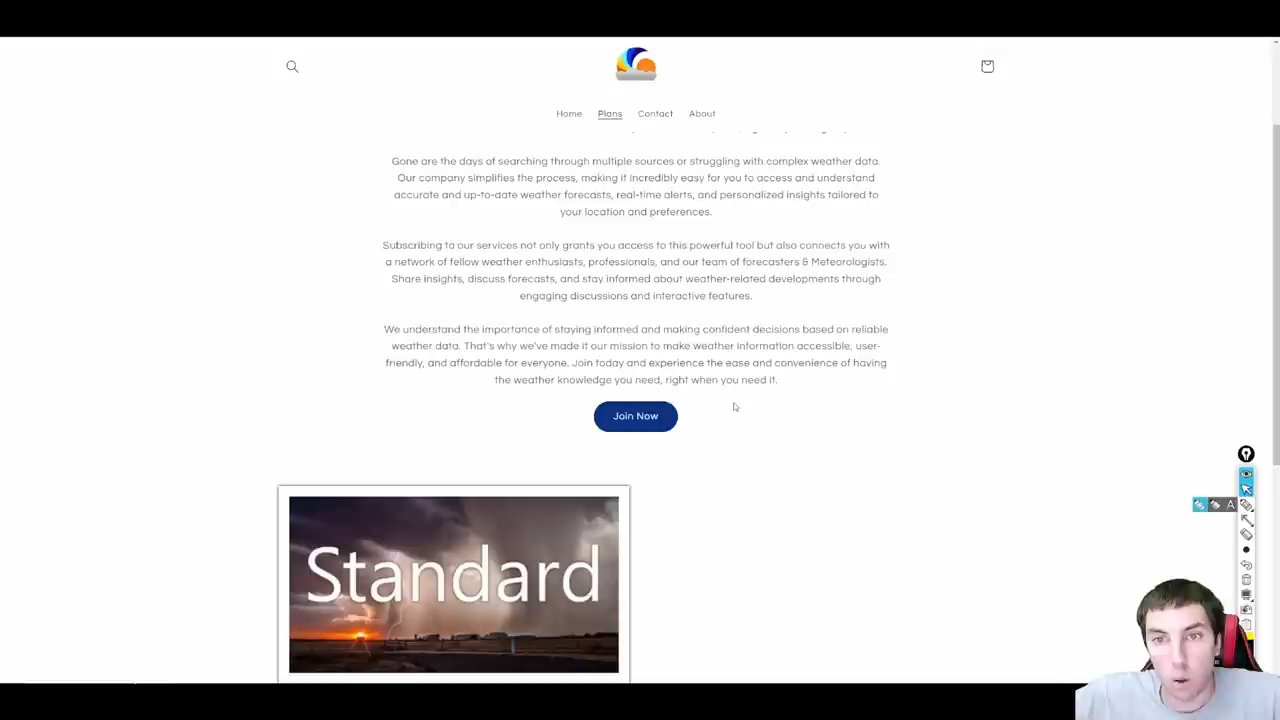 Home Plans Contact About
Gone are the days of searching through multiple sources or struggling with complex weather data.
Our company simplifies the process, making it incredibly easy for you to access and understand
accurate and up-to-date weather forecasts, real-time alerts, and personalized insights tailored to
your location and preferences.
Subscribing to our services not only grants you access to this powerful tool but also connects you with
a network of fellow weather enthusiasts, professionals, and our team of forecasters & Meteorologists.
Share insights, discuss forecasts, and stay informed about weather-related developments through
engaging discussions and interactive features.
We understand the importance of staying informed and making confident decisions based on reliable
weather data. That's why we've made it our mission to make weather information accessible, user-
friendly, and affordable for everyone. Join today and experience the ease and convenience of having
the weather knowledge you need, right when you need it.
Join Now
A
Standard